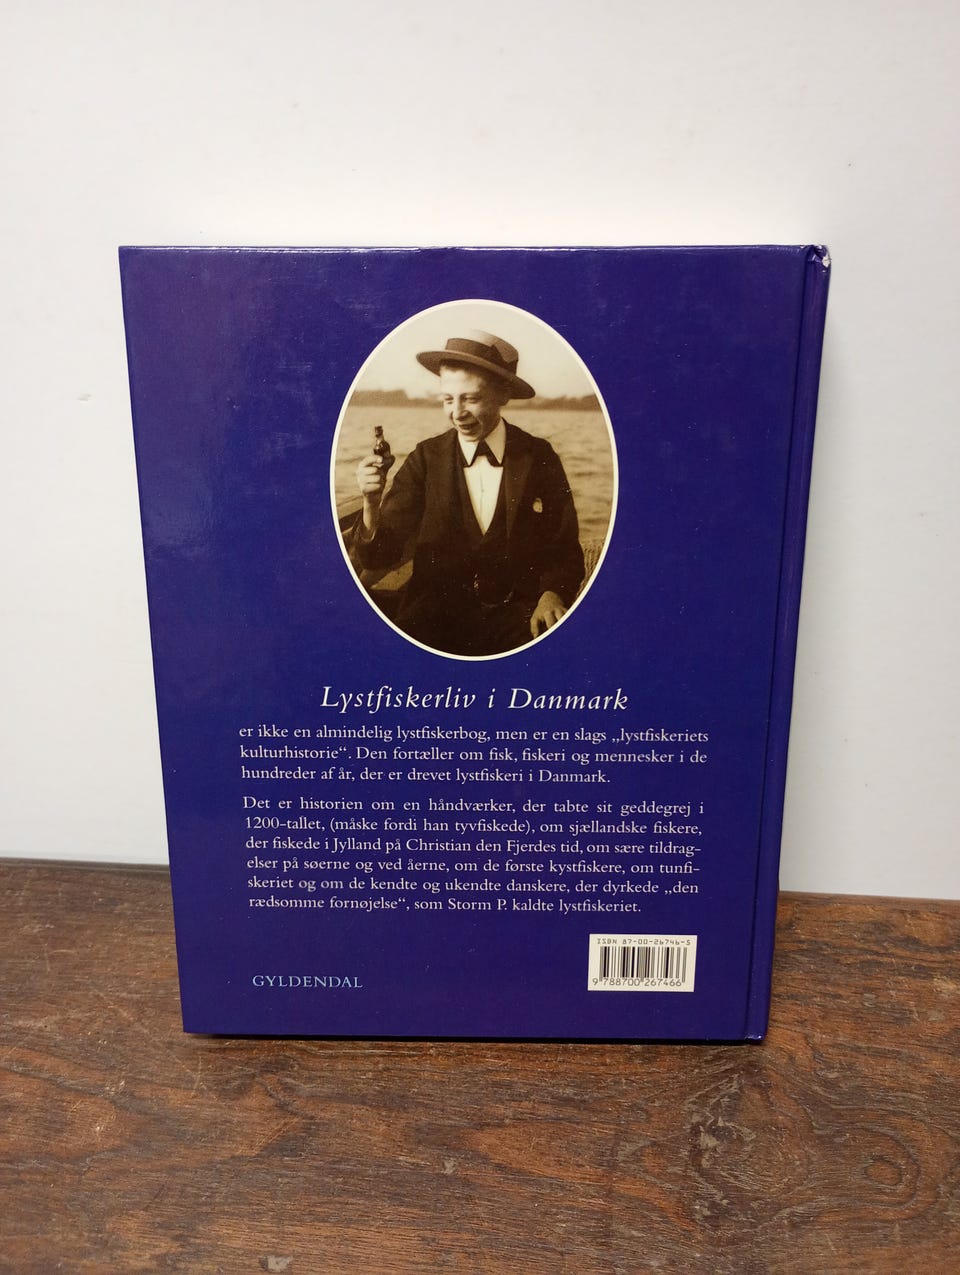 Lystfiskerliv i Danmark
er ikke en almindelig lystfiskerbog, men er en slags „lystfiskeriets
kulturhistorie“. Den fortæller om fisk, fiskeri og mennesker i de
hundreder af år, der er drevet lystfiskeri i Danmark.
Det er historien om en håndværker, der tabte sit geddegrej i
1200-tallet, (måske fordi han tyvfiskede), om sjællandske fiskere,
der fiskede i Jylland på Christian den Fjerdes tid, om sære tildrag-
elser på søerne og ved åerne, om de første kystfiskere, om tunfi-
skeriet og om de kendte og ukendte danskere, der dyrkede „den
rædsomme fornøjelse“, som Storm P. kaldte lystfiskeriet.
ISBN 87-00-26746-5
9 788700 267466
GYLDENDAL